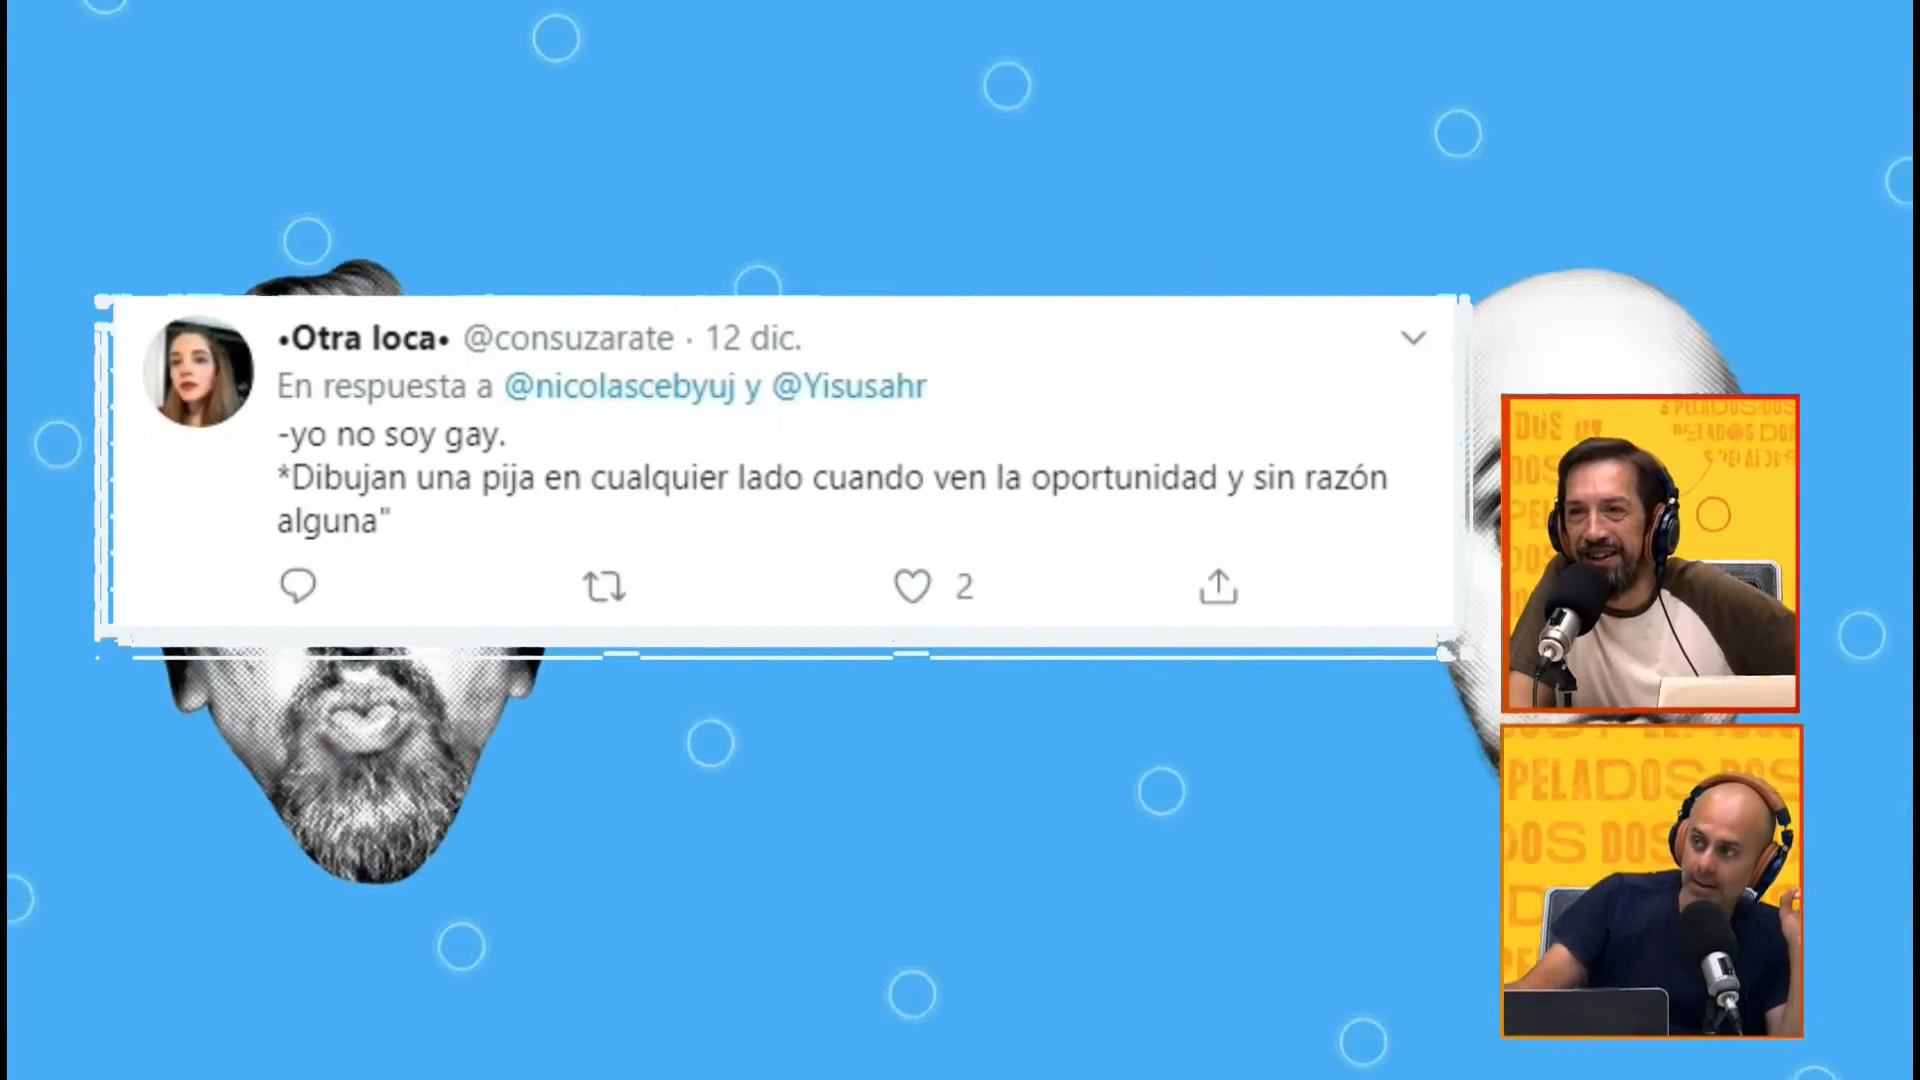 •Otra loca• @consuzarate · 12 dic.
En respuesta a @nicolascebyuj y @Yisusahr
-yo no soy gay.
*Dibujan una pija en cualquier lado cuando ven la oportunidad y sin razón
alguna"
2
PELADOS DOS
DOS DOS